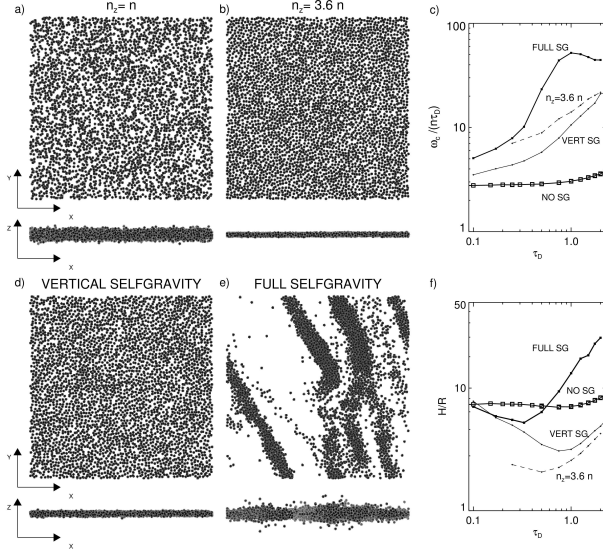 a)
n_z = n
b)
n_z = 3.6 n
c)
Y
X
Z
X
100
10
1
ω_c /(nτ_D)
FULL SG
n_z=3.6 n
VERT SG
NO SG
0.1
1.0
τ_D
d)
VERTICAL SELFGRAVITY
e)
FULL SELFGRAVITY
f)
Y
X
Z
X
50
10
1
H/R
FULL SG
NO SG
VERT SG
n_z=3.6 n
0.1
1.0
τ_D